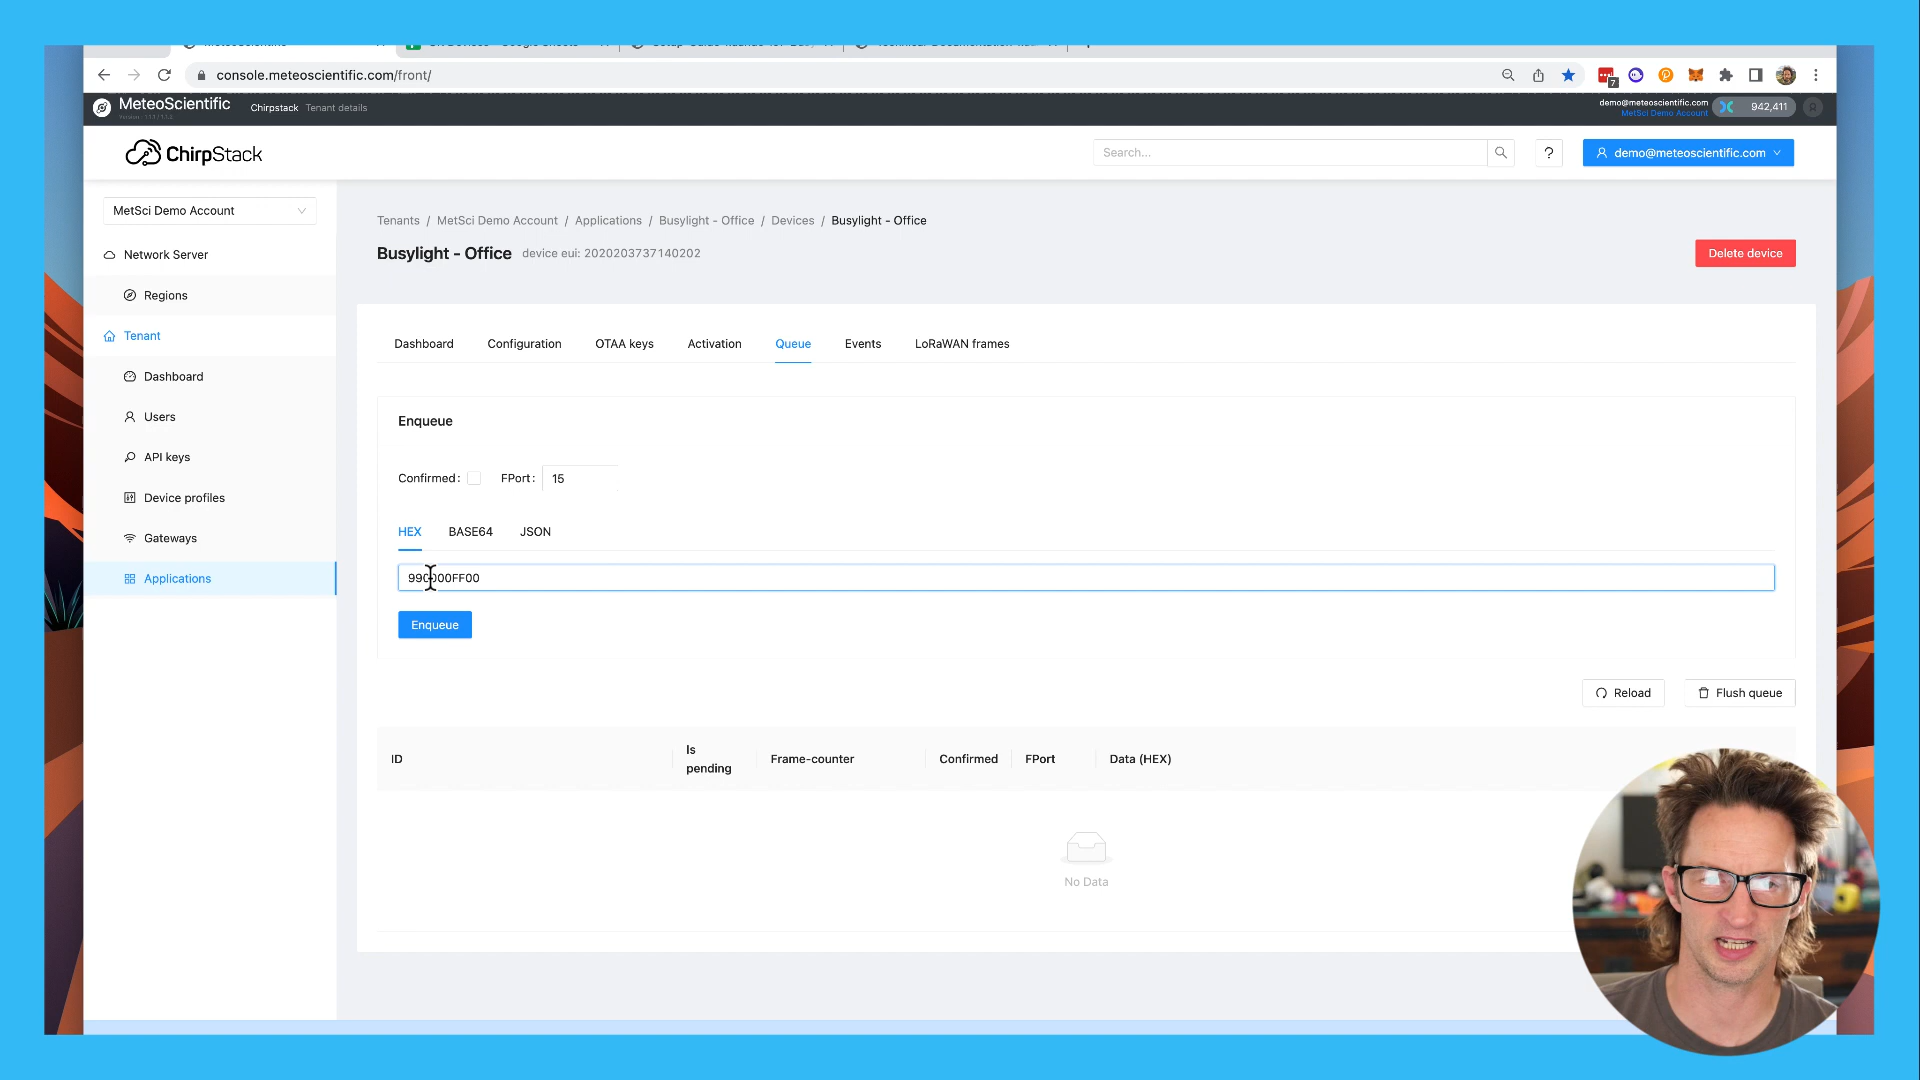 console.meteoscientific.com/front/
7
MeteoScientific
Chirpstack Tenant details
demo@meteoscientific.com
MetSci Demo Account
942,411
ChirpStack
Search...
?
demo@meteoscientific.com
MetSci Demo Account
Tenants / MetSci Demo Account / Applications / Busylight - Office / Devices / Busylight - Office
Network Server
Busylight - Office device eui: 2020203737140202
Delete device
Regions
Tenant
Dashboard Configuration OTAA keys Activation Queue Events LoRaWAN frames
Dashboard
Users
Enqueue
API keys
Confirmed: FPort: 15
Device profiles
HEX BASE64 JSON
Gateways
Applications
990000FF00
Enqueue
Reload Flush queue
ID
Is pending
Frame-counter
Confirmed
FPort
Data (HEX)
No Data